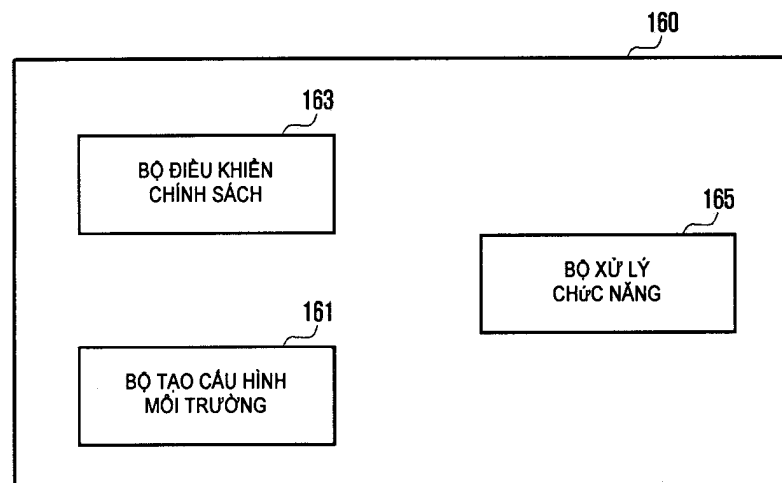 160
163
BỘ ĐIỀU KHIỂN
CHÍNH SÁCH
165
BỘ XỬ LÝ
CHỨC NĂNG
161
BỘ TẠO CẤU HÌNH
MÔI TRƯỜNG